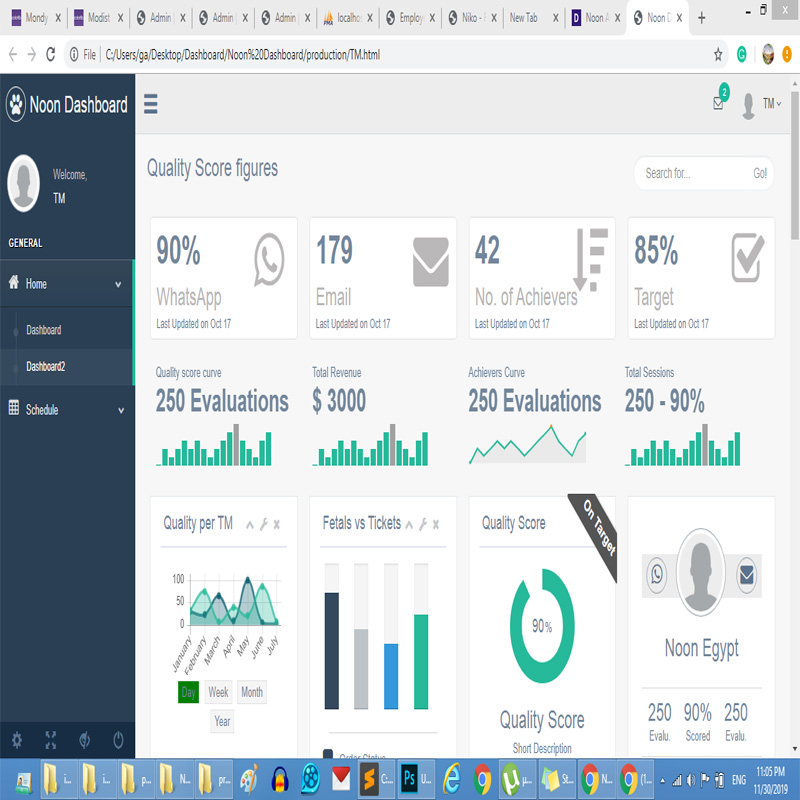 Mondy
Modist
Admin
Admin
Admin
localho
Employ
Niko -
New Tab
Noon A
Noon D
File
C:/Users/ga/Desktop/Dashboard/Noon%20Dashboard/production/TM.html
Noon Dashboard
2
TM
Welcome,
TM
Quality Score figures
Search for...
Go!
GENERAL
Home
Dashboard
Dashboard2
Schedule
90%
WhatsApp
Last Updated on Oct 17
179
Email
Last Updated on Oct 17
42
No. of Achievers
Last Updated on Oct 17
85%
Target
Last Updated on Oct 17
Quality score curve
250 Evaluations
Total Revenue
$ 3000
Achievers Curve
250 Evaluations
Total Sessions
250 - 90%
Quality per TM
100
50
0
January
February
March
April
May
June
July
Day
Week
Month
Year
Fetals vs Tickets
Order Status
Quality Score
On Target
90%
Quality Score
Short Description
Noon Egypt
250
Evalu.
90%
Scored
250
Evalu.
i...
i...
p...
N...
pr...
Ci...
Ps
U...
µ...
St...
N...
(1...
ENG
11:05 PM
11/30/2019